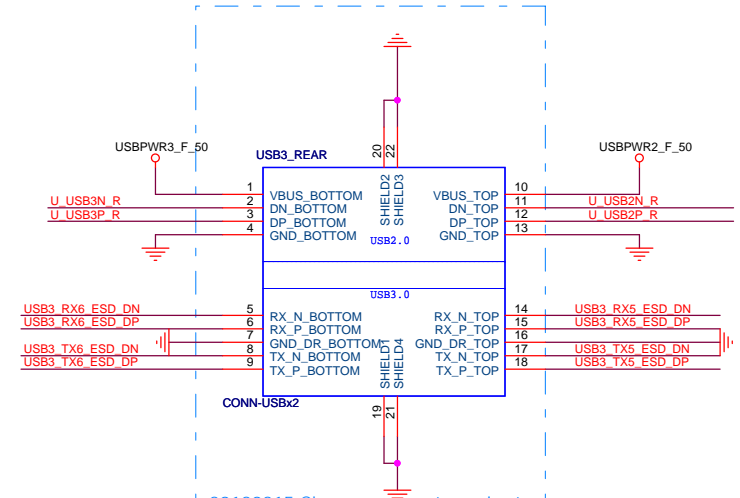 USBPWR3_F_50
USBPWR2_F_50
USB3_REAR
20
22
1
VBUS_BOTTOM
SHIELD2
SHIELD3
VBUS_TOP
10
U_USB3N_R
2
DN_BOTTOM
DN_TOP
11
U_USB2N_R
U_USB3P_R
3
DP_BOTTOM
DP_TOP
12
U_USB2P_R
4
GND_BOTTOM
GND_TOP
13
USB2.0
USB3.0
USB3_RX6_ESD_DN
5
RX_N_BOTTOM
RX_N_TOP
14
USB3_RX5_ESD_DN
USB3_RX6_ESD_DP
6
RX_P_BOTTOM
RX_P_TOP
15
USB3_RX5_ESD_DP
7
GND_DR_BOTTOM
GND_DR_TOP
16
USB3_TX6_ESD_DN
8
TX_N_BOTTOM
SHIELD1
SHIELD4
TX_N_TOP
17
USB3_TX5_ESD_DN
USB3_TX6_ESD_DP
9
TX_P_BOTTOM
TX_P_TOP
18
USB3_TX5_ESD_DP
CONN-USBx2
19
21